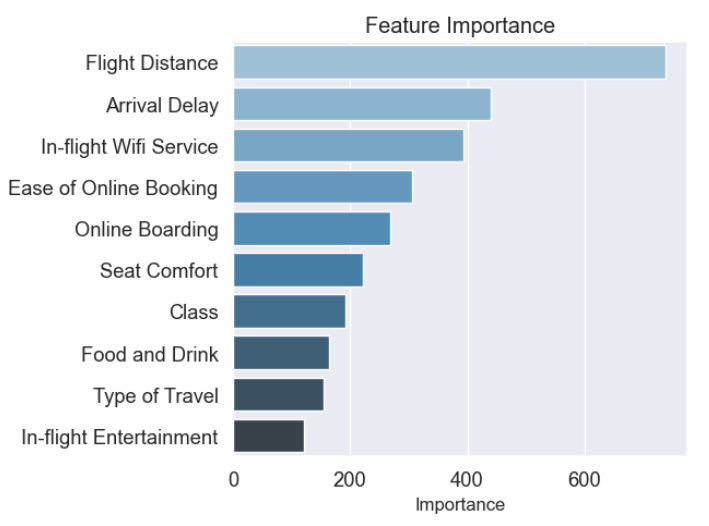 Feature Importance
Flight Distance
Arrival Delay
In-flight Wifi Service
Ease of Online Booking
Online Boarding
Seat Comfort
Class
Food and Drink
Type of Travel
In-flight Entertainment
0 200 400 600
Importance